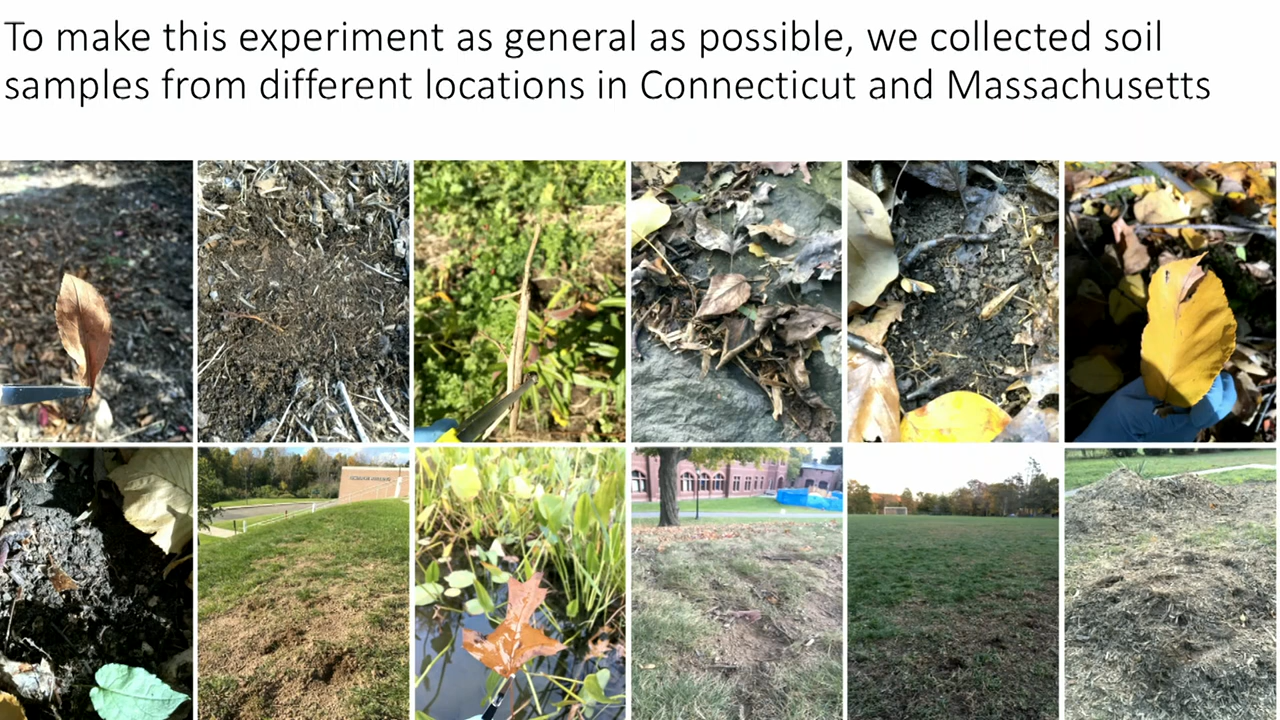 To make this experiment as general as possible, we collected soil
samples from different locations in Connecticut and Massachusetts